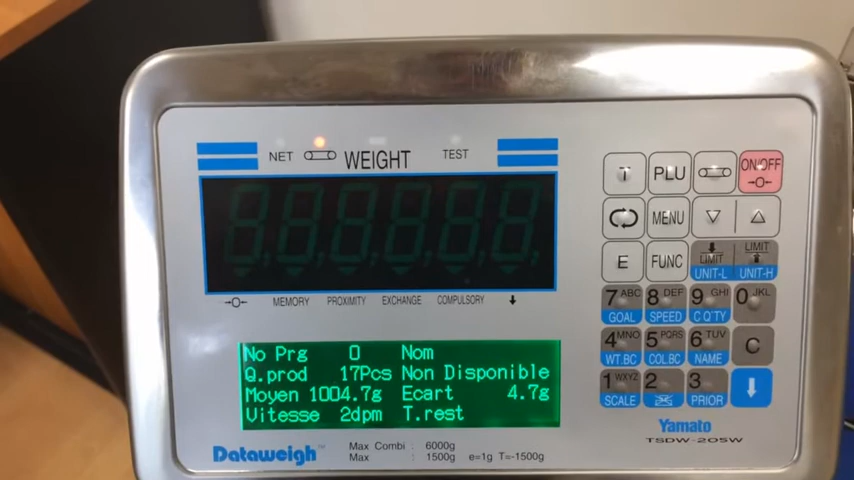 NET WEIGHT TEST
MEMORY PROXIMITY EXCHANGE COMPULSORY
No Prg 0 Nom
Q.prod 17Pcs Non Disponible
Moyen 1004.7g Ecart 4.7g
Vitesse 2dpm T.rest
Dataweigh™ Max Combi : 6000g
Max : 1500g e=1g T=-1500g
T PLU ON/OFF
MENU
E FUNC LIMIT LIMIT
UNIT-L UNIT-H
7 ABC 8 DEF 9 GHI 0 JKL
GOAL SPEED C Q'TY
4 MNO 5 PQRS 6 TUV C
WT.BC COL.BC NAME
1 WXYZ 2 3
SCALE PRIOR
Yamato
TSDW-205W